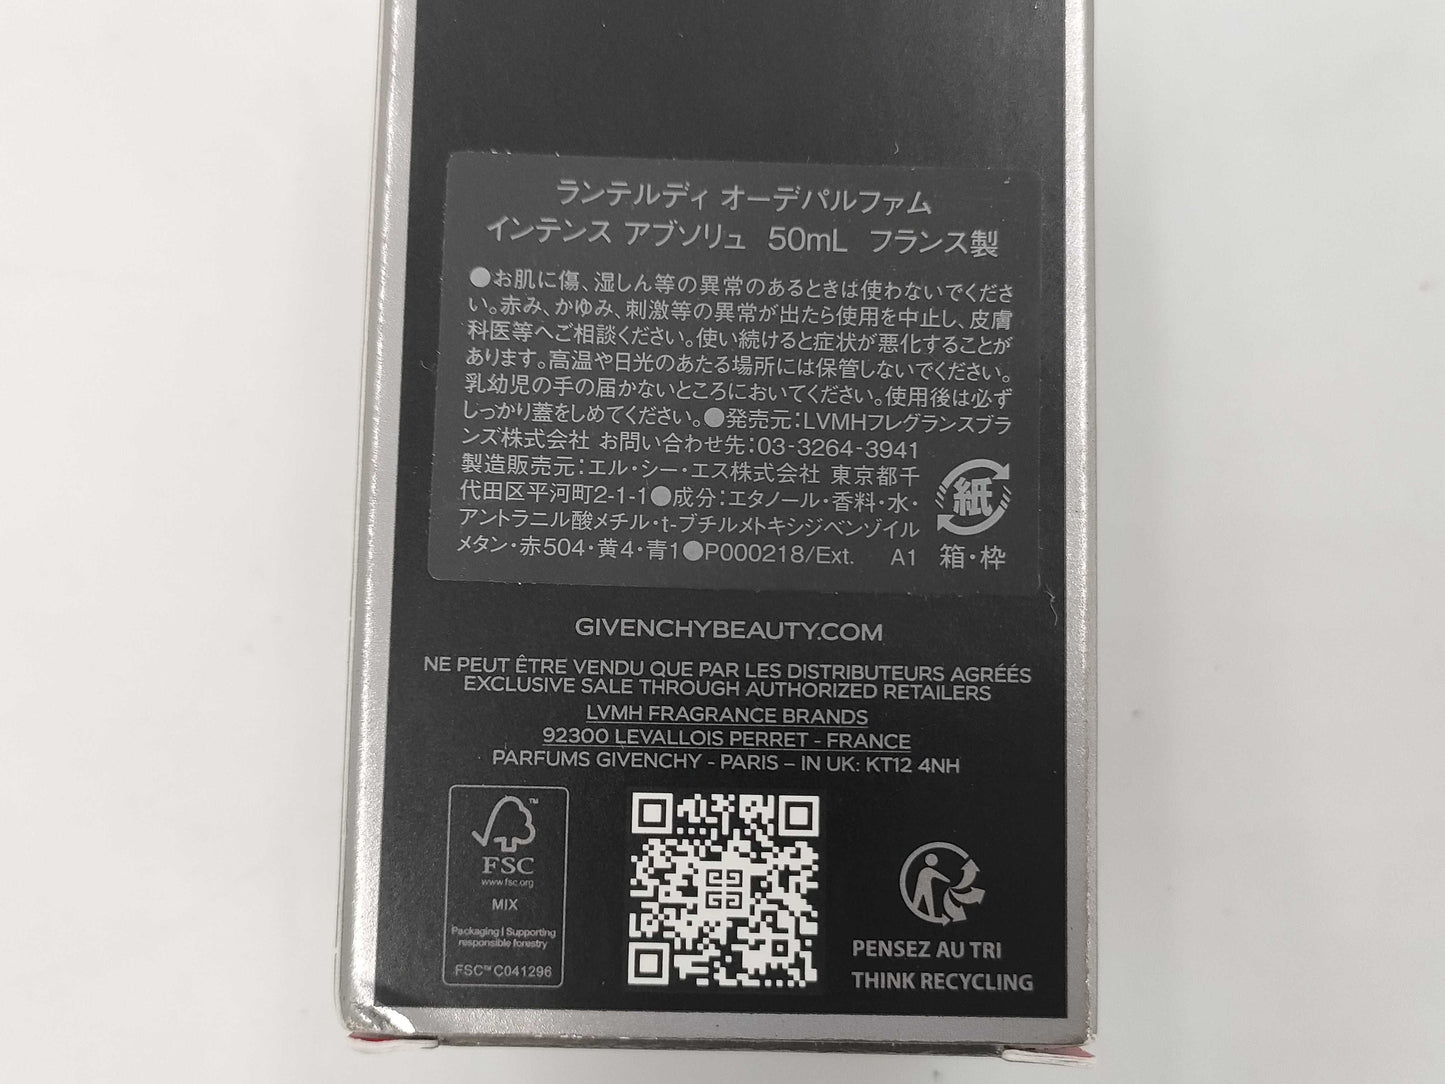 ランテルディ オーデパルファム
インテンス アブソリュ 50mL フランス製
●お肌に傷、湿しん等の異常のあるときは使わないでくださ
い。赤み、かゆみ、刺激等の異常が出たら使用を中止し、皮膚
科医等へご相談ください。使い続けると症状が悪化することが
あります。高温や日光のあたる場所には保管しないでください。
乳幼児の手の届かないところにおいてください。使用後は必ず
しっかり蓋をしめてください。●発売元：LVMHフレグランスブラ
ンズ株式会社 お問い合わせ先：03-3264-3941
製造販売元：エル・シー・エス株式会社 東京都千
代田区平河町2-1-1●成分：エタノール・香料・水・
アントラニル酸メチル・t-ブチルメトキシジベンゾイル
メタン・赤504・黄4・青1●P000218/Ext. A1
紙
箱・枠
GIVENCHYBEAUTY.COM
NE PEUT ÊTRE VENDU QUE PAR LES DISTRIBUTEURS AGRÉÉS
EXCLUSIVE SALE THROUGH AUTHORIZED RETAILERS
LVMH FRAGRANCE BRANDS
92300 LEVALLOIS PERRET - FRANCE
PARFUMS GIVENCHY - PARIS – IN UK: KT12 4NH
FSC
www.fsc.org
MIX
Packaging | Supporting
responsible forestry
FSC™ C041296
PENSEZ AU TRI
THINK RECYCLING